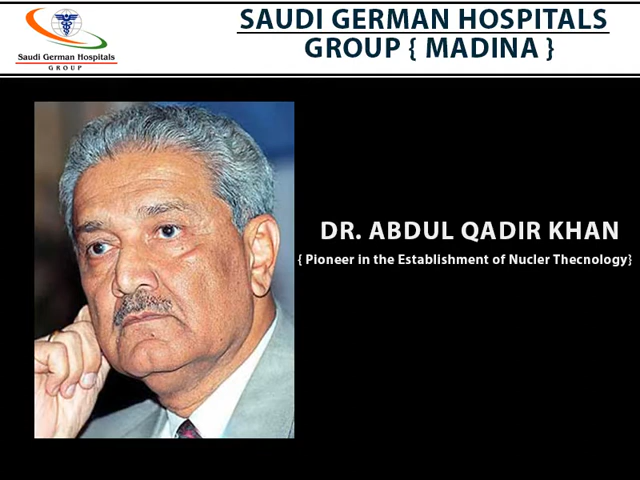 Saudi German Hospitals
GROUP
SAUDI GERMAN HOSPITALS
GROUP { MADINA }
DR. ABDUL QADIR KHAN
{ Pioneer in the Establishment of Nucler Thecnology}